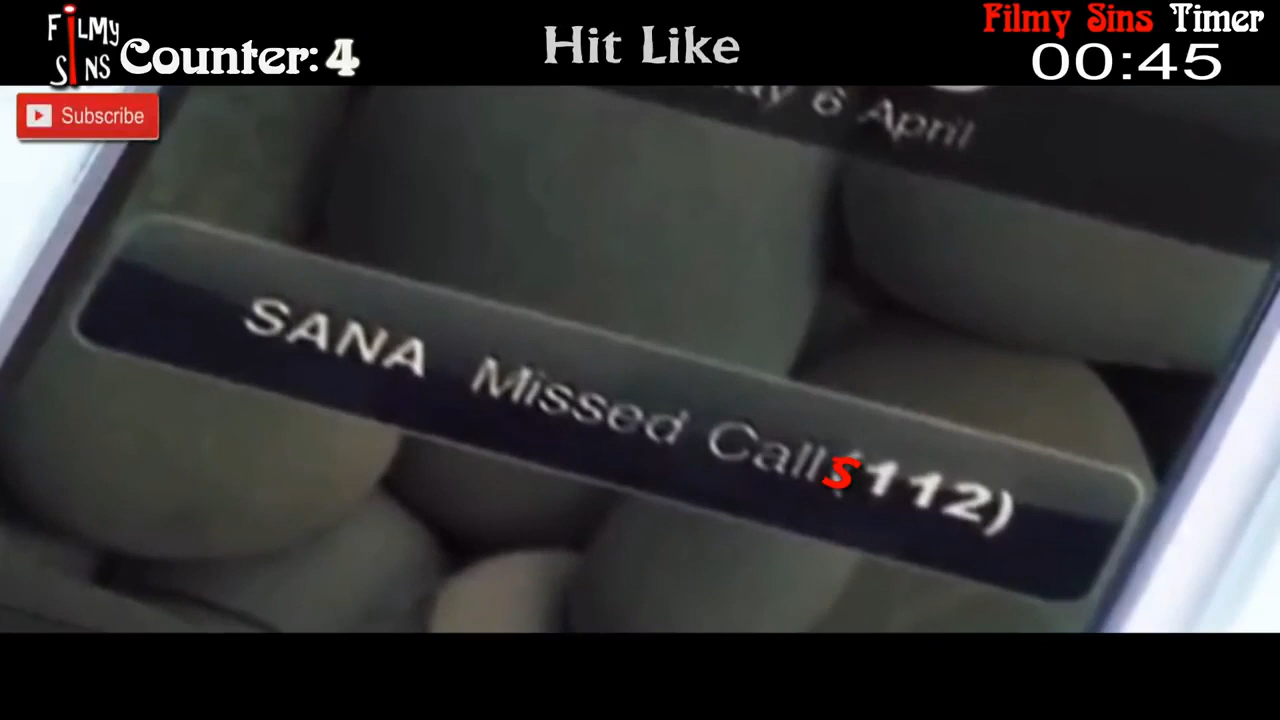 FiLMY
SiNS
Counter: 4
Hit Like
Filmy Sins Timer
00:45
Subscribe
6 April
SANA Missed Calls(112)